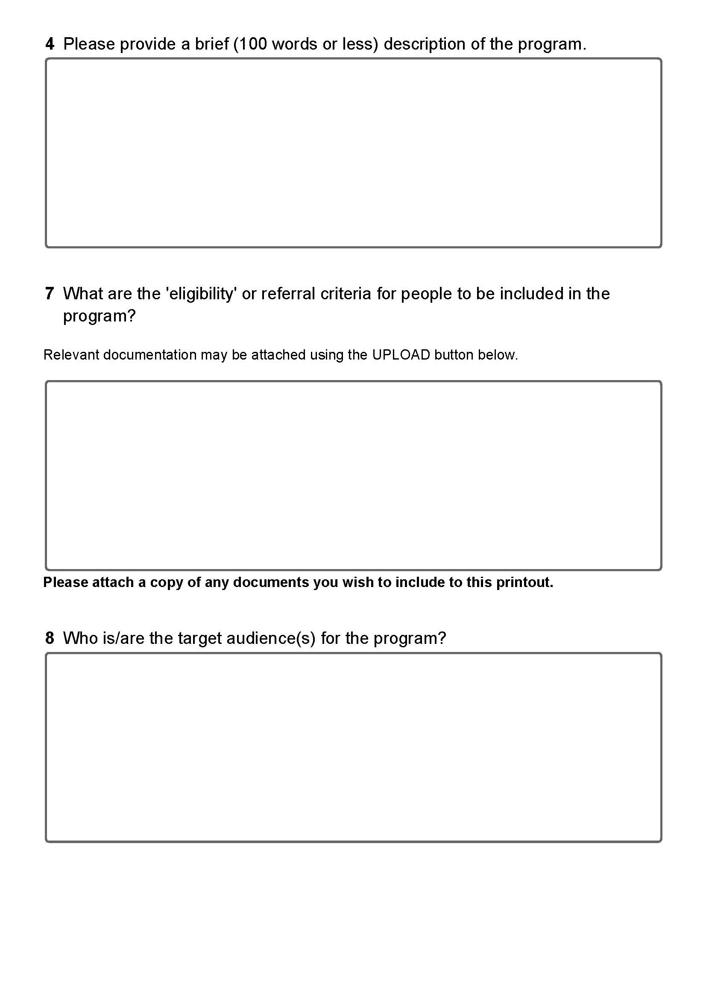 4 Please provide a brief (100 words or less) description of the program.
7 What are the 'eligibility' or referral criteria for people to be included in the
program?
Relevant documentation may be attached using the UPLOAD button below.
Please attach a copy of any documents you wish to include to this printout.
8 Who is/are the target audience(s) for the program?